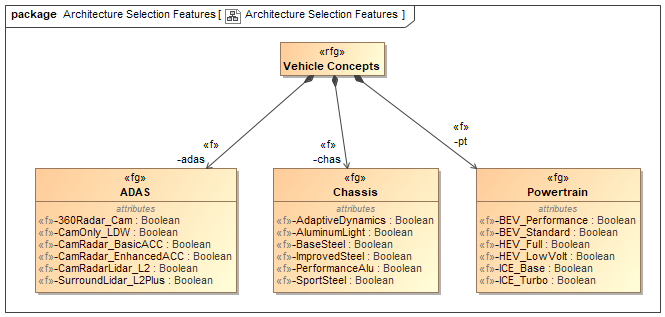 package Architecture Selection Features [ Architecture Selection Features ]
«rfg»
Vehicle Concepts
«f»
-adas
«f»
-chas
«f»
-pt
«fg»
ADAS
attributes
«f»-360Radar_Cam : Boolean
«f»-CamOnly_LDW : Boolean
«f»-CamRadar_BasicACC : Boolean
«f»-CamRadar_EnhancedACC : Boolean
«f»-CamRadarLidar_L2 : Boolean
«f»-SurroundLidar_L2Plus : Boolean
«fg»
Chassis
attributes
«f»-AdaptiveDynamics : Boolean
«f»-AluminumLight : Boolean
«f»-BaseSteel : Boolean
«f»-ImprovedSteel : Boolean
«f»-PerformanceAlu : Boolean
«f»-SportSteel : Boolean
«fg»
Powertrain
attributes
«f»-BEV_Performance : Boolean
«f»-BEV_Standard : Boolean
«f»-HEV_Full : Boolean
«f»-HEV_LowVolt : Boolean
«f»-ICE_Base : Boolean
«f»-ICE_Turbo : Boolean